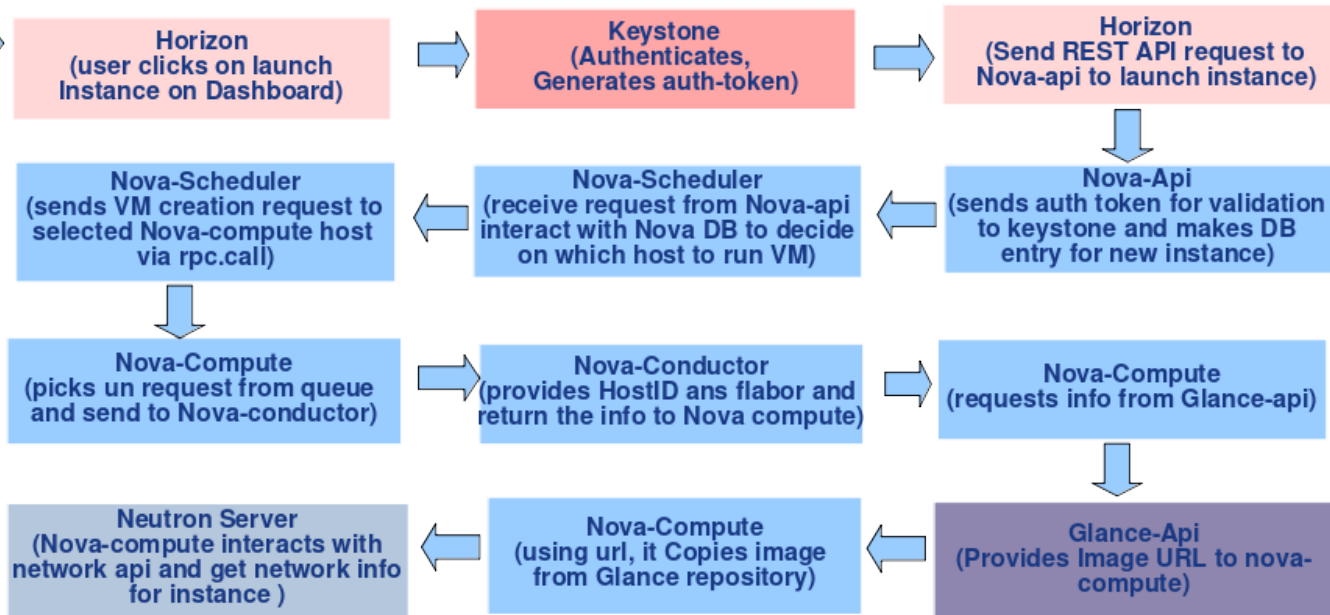 Horizon
(user clicks on launch
Instance on Dashboard)
Keystone
(Authenticates,
Generates auth-token)
Horizon
(Send REST API request to
Nova-api to launch instance)
Nova-Api
(sends auth token for validation
to keystone and makes DB
entry for new instance)
Nova-Scheduler
(receive request from Nova-api
interact with Nova DB to decide
on which host to run VM)
Nova-Scheduler
(sends VM creation request to
selected Nova-compute host
via rpc.call)
Nova-Compute
(picks un request from queue
and send to Nova-conductor)
Nova-Conductor
(provides HostID ans flabor and
return the info to Nova compute)
Nova-Compute
(requests info from Glance-api)
Glance-Api
(Provides Image URL to nova-
compute)
Nova-Compute
(using url, it Copies image
from Glance repository)
Neutron Server
(Nova-compute interacts with
network api and get network info
for instance )